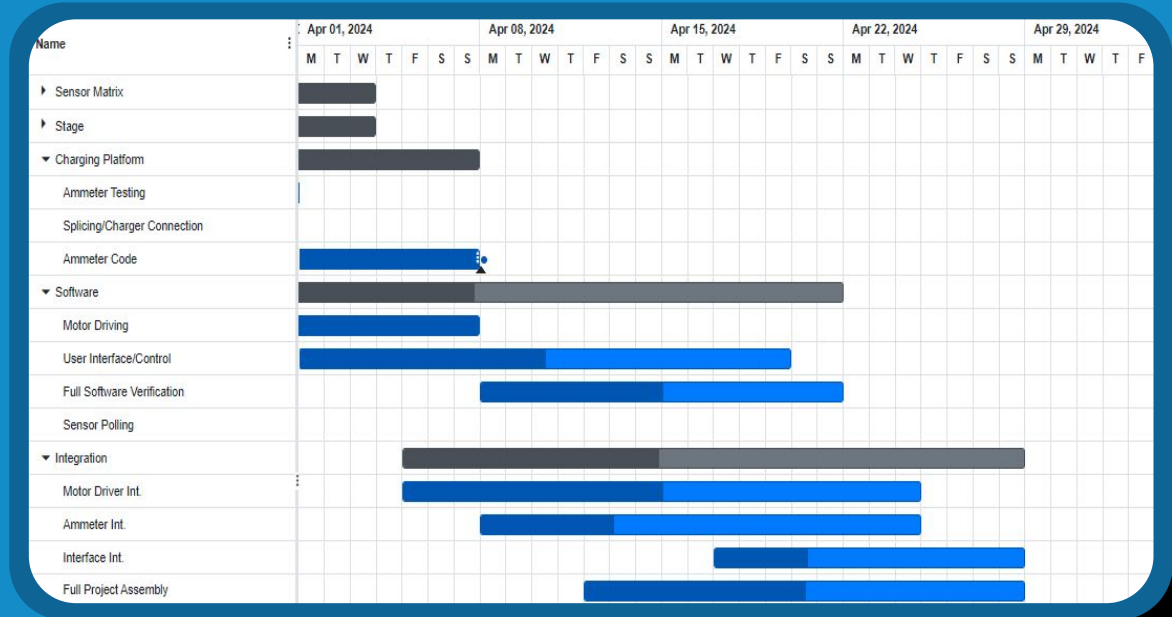 Name
Apr 01, 2024 Apr 08, 2024 Apr 15, 2024 Apr 22, 2024 Apr 29, 2024
M T W T F S S M T W T F S S M T W T F S S M T W T F S S M T W T F
Sensor Matrix
Stage
Charging Platform
Ammeter Testing
Splicing/Charger Connection
Ammeter Code
Software
Motor Driving
User Interface/Control
Full Software Verification
Sensor Polling
Integration
Motor Driver Int.
Ammeter Int.
Interface Int.
Full Project Assembly